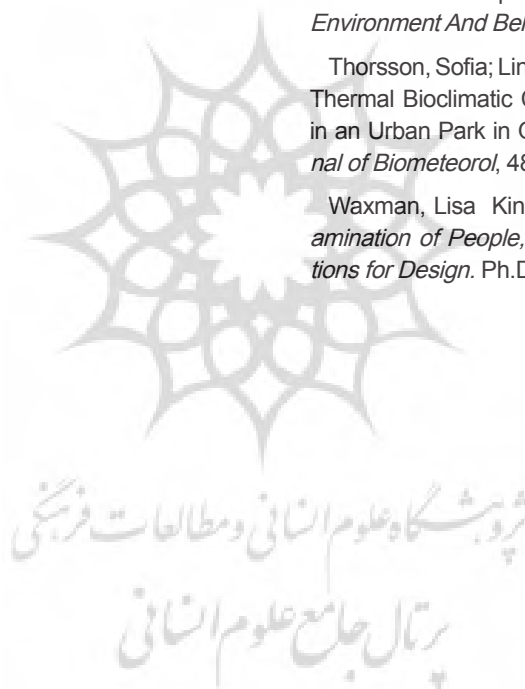 Environment And Beh
Thorsson, Sofia; Lin
Thermal Bioclimatic C
in an Urban Park in G
nal of Biometeorol, 48
Waxman, Lisa Kin
amination of People,
tions for Design. Ph.D
پژوهشگاه علوم انسانی و مطالعات فرهنگی
پرتال جامع علوم انسانی